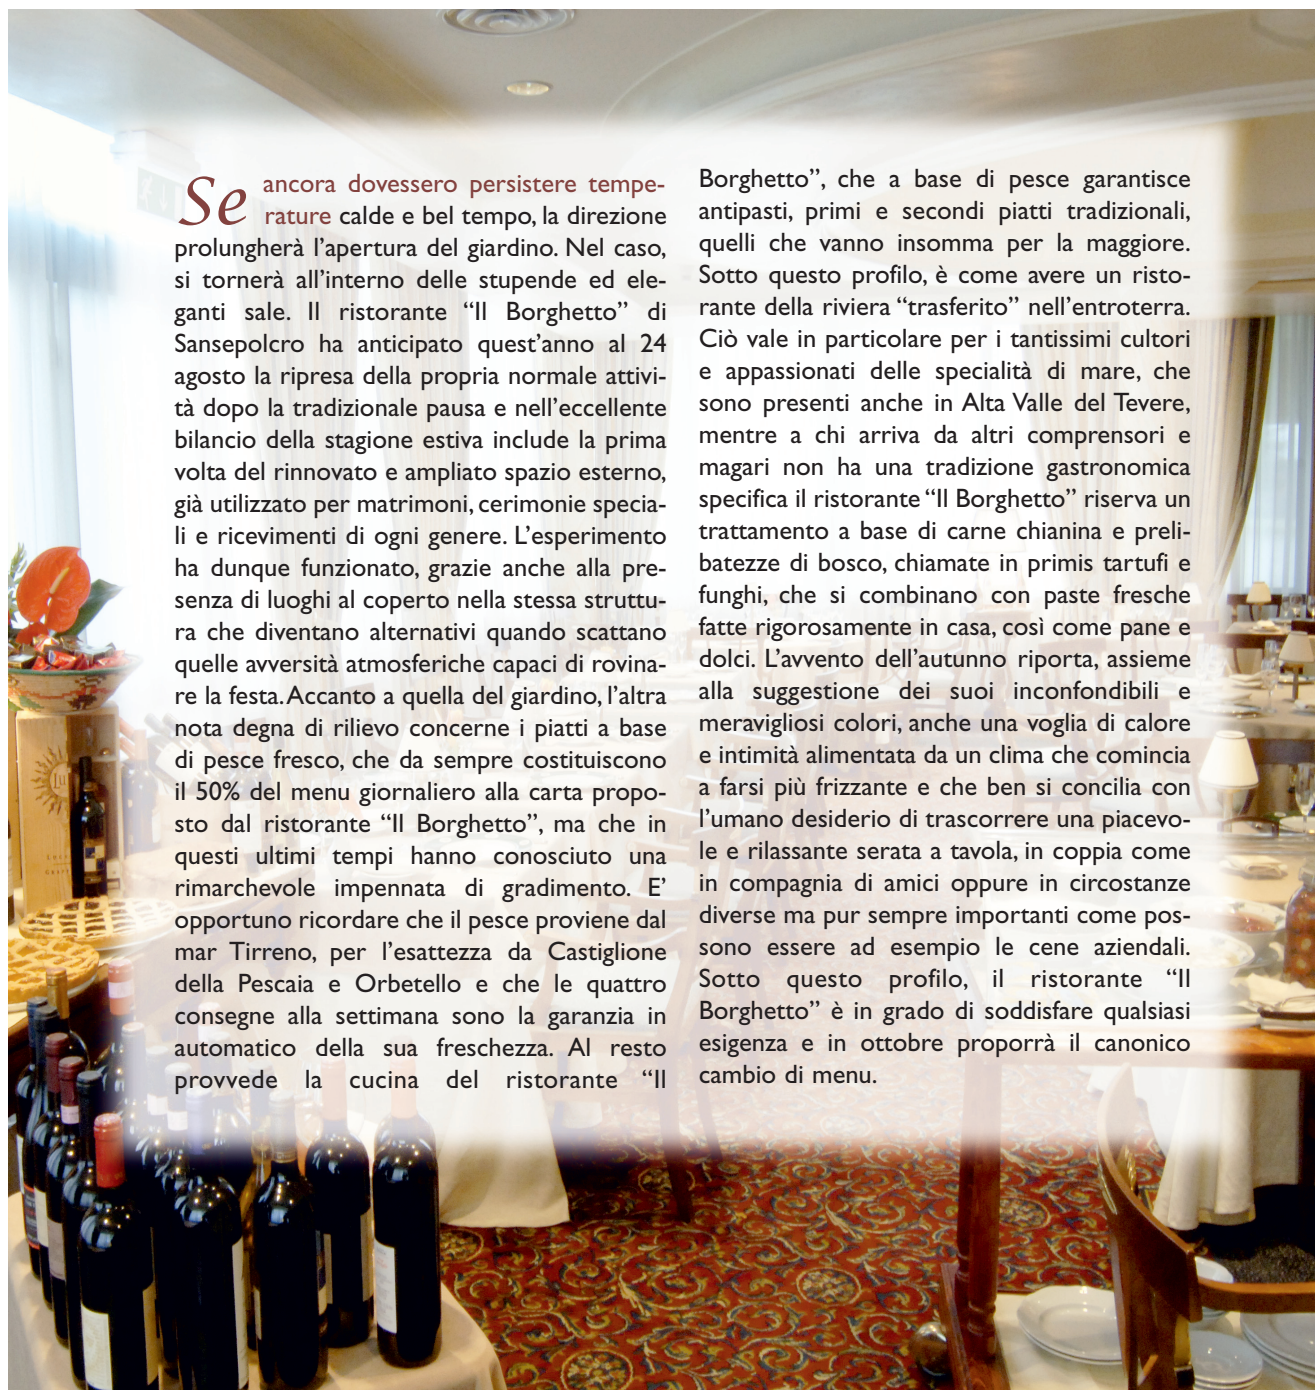 Se ancora dovessero persistere tempe-
rature calde e bel tempo, la direzione
prolungherà l’apertura del giardino. Nel caso,
si tornerà all’interno delle stupende ed ele-
ganti sale. Il ristorante “Il Borghetto” di
Sansepolcro ha anticipato quest’anno al 24
agosto la ripresa della propria normale attivi-
tà dopo la tradizionale pausa e nell’eccellente
bilancio della stagione estiva include la prima
volta del rinnovato e ampliato spazio esterno,
già utilizzato per matrimoni, cerimonie specia-
li e ricevimenti di ogni genere. L’esperimento
ha dunque funzionato, grazie anche alla pre-
senza di luoghi al coperto nella stessa struttu-
ra che diventano alternativi quando scattano
quelle avversità atmosferiche capaci di rovina-
re la festa. Accanto a quella del giardino, l’altra
nota degna di rilievo concerne i piatti a base
di pesce fresco, che da sempre costituiscono
il 50% del menu giornaliero alla carta propo-
sto dal ristorante “Il Borghetto”, ma che in
questi ultimi tempi hanno conosciuto una
rimarchevole impennata di gradimento. E’
opportuno ricordare che il pesce proviene dal
mar Tirreno, per l’esattezza da Castiglione
della Pescaia e Orbetello e che le quattro
consegne alla settimana sono la garanzia in
automatico della sua freschezza. Al resto
provvede la cucina del ristorante “Il
Borghetto”, che a base di pesce garantisce
antipasti, primi e secondi piatti tradizionali,
quelli che vanno insomma per la maggiore.
Sotto questo profilo, è come avere un risto-
rante della riviera “trasferito” nell’entroterra.
Ciò vale in particolare per i tantissimi cultori
e appassionati delle specialità di mare, che
sono presenti anche in Alta Valle del Tevere,
mentre a chi arriva da altri comprensori e
magari non ha una tradizione gastronomica
specifica il ristorante “Il Borghetto” riserva un
trattamento a base di carne chianina e preli-
batezze di bosco, chiamate in primis tartufi e
funghi, che si combinano con paste fresche
fatte rigorosamente in casa, così come pane e
dolci. L’avvento dell’autunno riporta, assieme
alla suggestione dei suoi inconfondibili e
meravigliosi colori, anche una voglia di calore
e intimità alimentata da un clima che comincia
a farsi più frizzante e che ben si concilia con
l’umano desiderio di trascorrere una piacevo-
le e rilassante serata a tavola, in coppia come
in compagnia di amici oppure in circostanze
diverse ma pur sempre importanti come pos-
sono essere ad esempio le cene aziendali.
Sotto questo profilo, il ristorante “Il
Borghetto” è in grado di soddisfare qualsiasi
esigenza e in ottobre proporrà il canonico
cambio di menu.